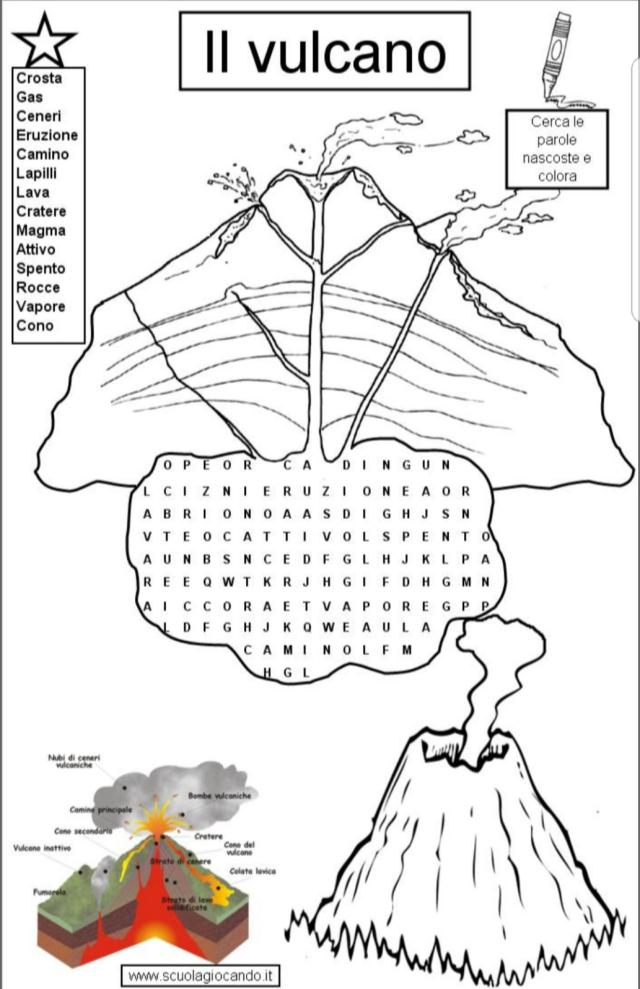 Il vulcano
Crosta
Gas
Ceneri
Eruzione
Camino
Lapilli
Lava
Cratere
Magma
Attivo
Spento
Rocce
Vapore
Cono
Cerca le
parole
nascoste e
colora
O P E O R C A D I N G U N
L C I Z N I E R U Z I O N E A O R
A B R I O N O A A S D I G H J S N
V T E O C A T T I V O L S P E N T O
A U N B S N C E D F G L H J K L P A
R E E Q W T K R J H G I F D H G M N
A I C C O R A E T V A P O R E G P P
L D F G H J K Q W E A U L A
C A M I N O L F M
H G L
Nubi di ceneri
vulcaniche
Bombe vulcaniche
Camino principale
Cono secondario
Cratere
Vulcano inattivo
Cono del
vulcano
Strato di cenere
Colata lavica
Fumarola
Strato di lava
solidificata
www.scuolagiocando.it